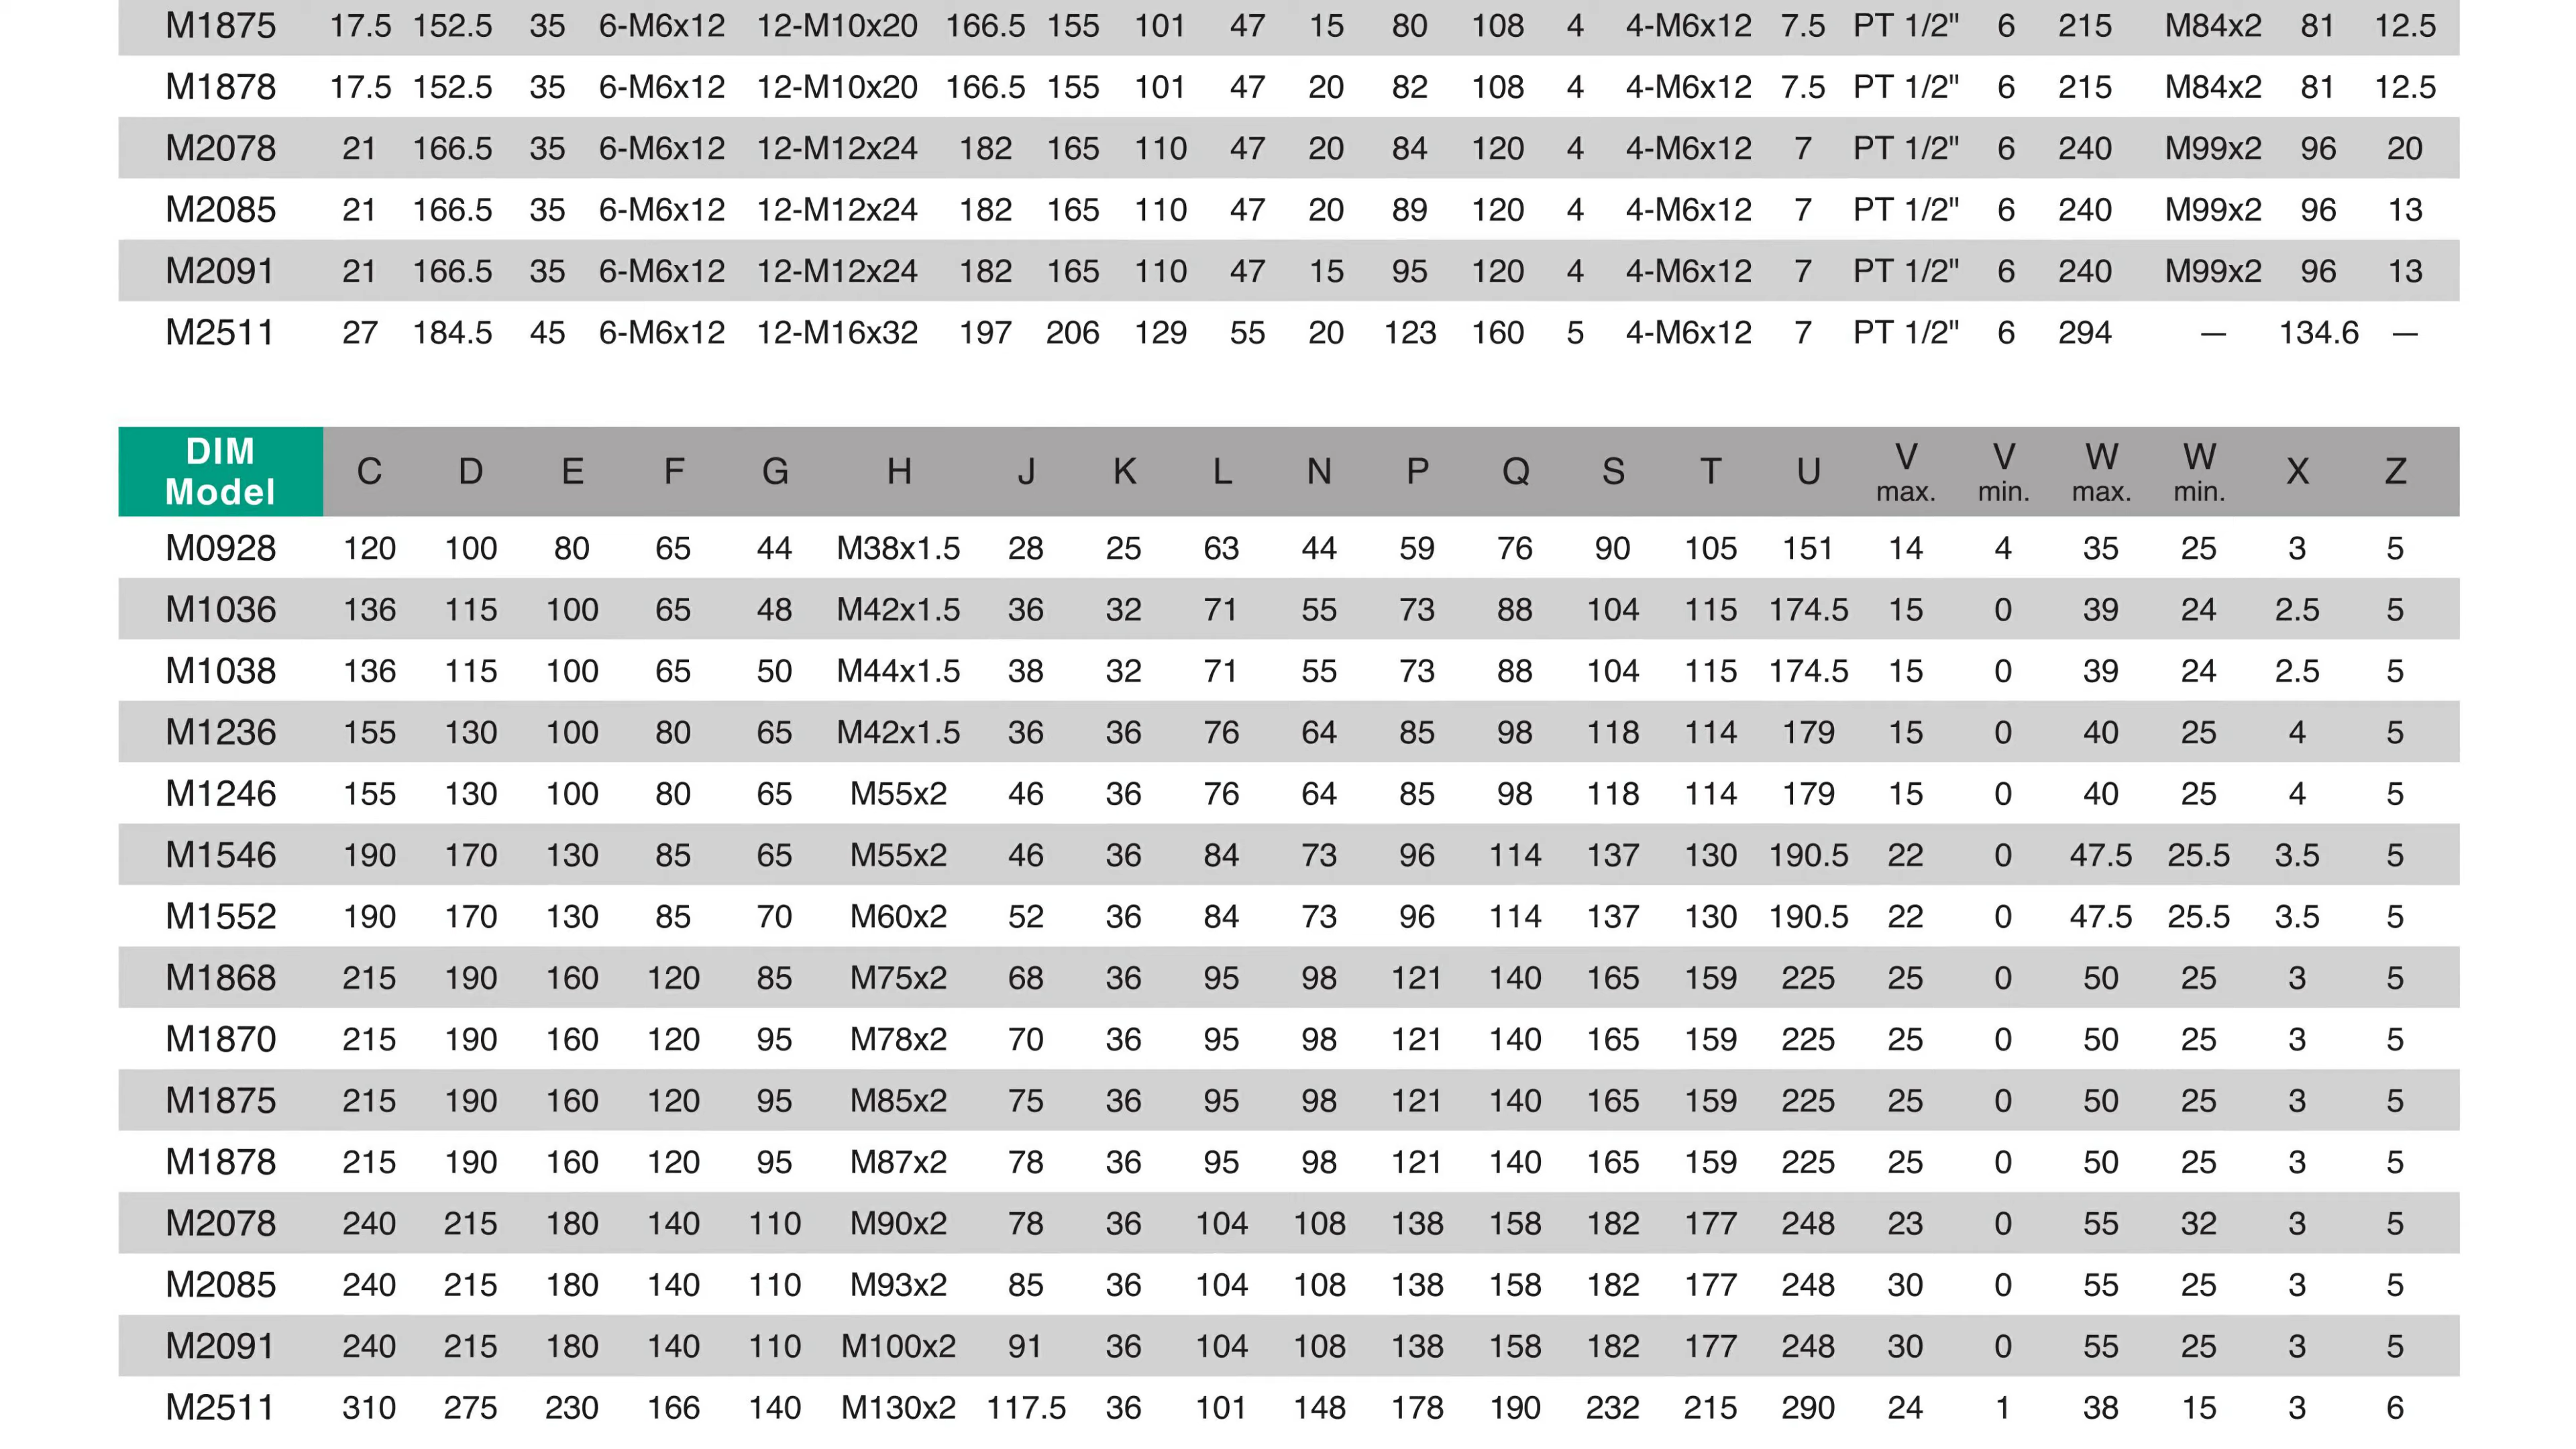 M1875 17.5 152.5 35 6-M6x12 12-M10x20 166.5 155 101 47 15 80 108 4 4-M6x12 7.5 PT 1/2" 6 215 M84x2 81 12.5
M1878 17.5 152.5 35 6-M6x12 12-M10x20 166.5 155 101 47 20 82 108 4 4-M6x12 7.5 PT 1/2" 6 215 M84x2 81 12.5
M2078 21 166.5 35 6-M6x12 12-M12x24 182 165 110 47 20 84 120 4 4-M6x12 7 PT 1/2" 6 240 M99x2 96 20
M2085 21 166.5 35 6-M6x12 12-M12x24 182 165 110 47 20 89 120 4 4-M6x12 7 PT 1/2" 6 240 M99x2 96 13
M2091 21 166.5 35 6-M6x12 12-M12x24 182 165 110 47 15 95 120 4 4-M6x12 7 PT 1/2" 6 240 M99x2 96 13
M2511 27 184.5 45 6-M6x12 12-M16x32 197 206 129 55 20 123 160 5 4-M6x12 7 PT 1/2" 6 294 — 134.6 —
DIM Model C D E F G H J K L N P Q S T U V max. V min. W max. W min. X Z
M0928 120 100 80 65 44 M38x1.5 28 25 63 44 59 76 90 105 151 14 4 35 25 3 5
M1036 136 115 100 65 48 M42x1.5 36 32 71 55 73 88 104 115 174.5 15 0 39 24 2.5 5
M1038 136 115 100 65 50 M44x1.5 38 32 71 55 73 88 104 115 174.5 15 0 39 24 2.5 5
M1236 155 130 100 80 65 M42x1.5 36 36 76 64 85 98 118 114 179 15 0 40 25 4 5
M1246 155 130 100 80 65 M55x2 46 36 76 64 85 98 118 114 179 15 0 40 25 4 5
M1546 190 170 130 85 65 M55x2 46 36 84 73 96 114 137 130 190.5 22 0 47.5 25.5 3.5 5
M1552 190 170 130 85 70 M60x2 52 36 84 73 96 114 137 130 190.5 22 0 47.5 25.5 3.5 5
M1868 215 190 160 120 85 M75x2 68 36 95 98 121 140 165 159 225 25 0 50 25 3 5
M1870 215 190 160 120 95 M78x2 70 36 95 98 121 140 165 159 225 25 0 50 25 3 5
M1875 215 190 160 120 95 M85x2 75 36 95 98 121 140 165 159 225 25 0 50 25 3 5
M1878 215 190 160 120 95 M87x2 78 36 95 98 121 140 165 159 225 25 0 50 25 3 5
M2078 240 215 180 140 110 M90x2 78 36 104 108 138 158 182 177 248 23 0 55 32 3 5
M2085 240 215 180 140 110 M93x2 85 36 104 108 138 158 182 177 248 30 0 55 25 3 5
M2091 240 215 180 140 110 M100x2 91 36 104 108 138 158 182 177 248 30 0 55 25 3 5
M2511 310 275 230 166 140 M130x2 117.5 36 101 148 178 190 232 215 290 24 1 38 15 3 6